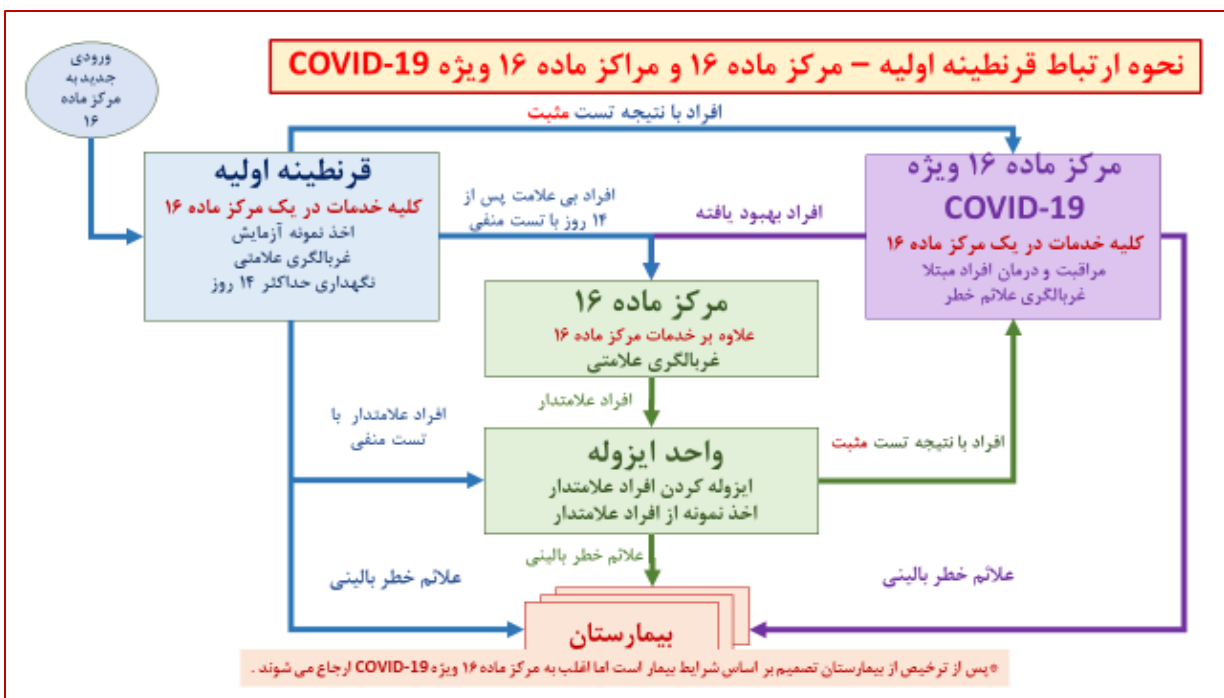 نحوه ارتباط قرنطینه اولیه – مرکز ماده ۱۶ و مراکز ماده ۱۶ ویژه COVID-19
ورودی
جدید به
مرکز ماده
۱۶
افراد با نتیجه تست مثبت
قرنطینه اولیه
کلیه خدمات در یک مرکز ماده ۱۶
اخذ نمونه آزمایش
غربالگری علامتی
نگهداری حداکثر ۱۴ روز
افراد بی علامت پس از
۱۴ روز با تست منفی
افراد بهبود یافته
مرکز ماده ۱۶ ویژه
COVID-19
کلیه خدمات در یک مرکز ماده ۱۶
مراقبت و درمان افراد مبتلا
غربالگری علائم خطر
مرکز ماده ۱۶
علاوه بر خدمات مرکز ماده ۱۶
غربالگری علامتی
افراد علامتدار
افراد علامتدار با
تست منفی
واحد ایزوله
ایزوله کردن افراد علامتدار
اخذ نمونه از افراد علامتدار
افراد با نتیجه تست مثبت
علائم خطر بالینی
علائم خطر بالینی
علائم خطر بالینی
بیمارستان
*پس از ترخیص از بیمارستان تصمیم بر اساس شرایط بیمار است اما اغلب به مرکز ماده ۱۶ ویژه COVID-19 ارجاع می شوند .